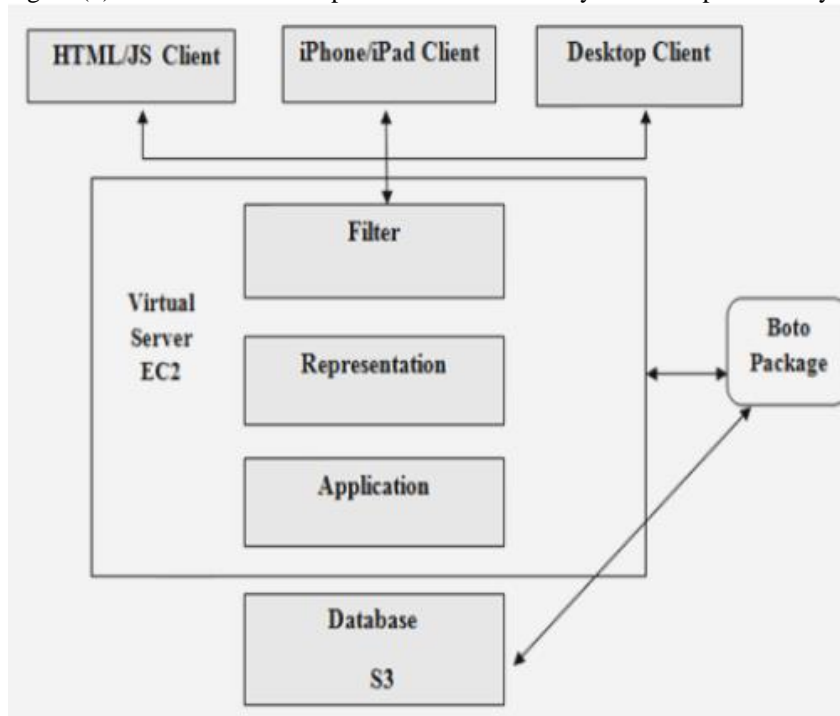 HTML/JS Client
iPhone/iPad Client
Desktop Client
Filter
Virtual
Server
EC2
Representation
Application
Boto
Package
Database
S3